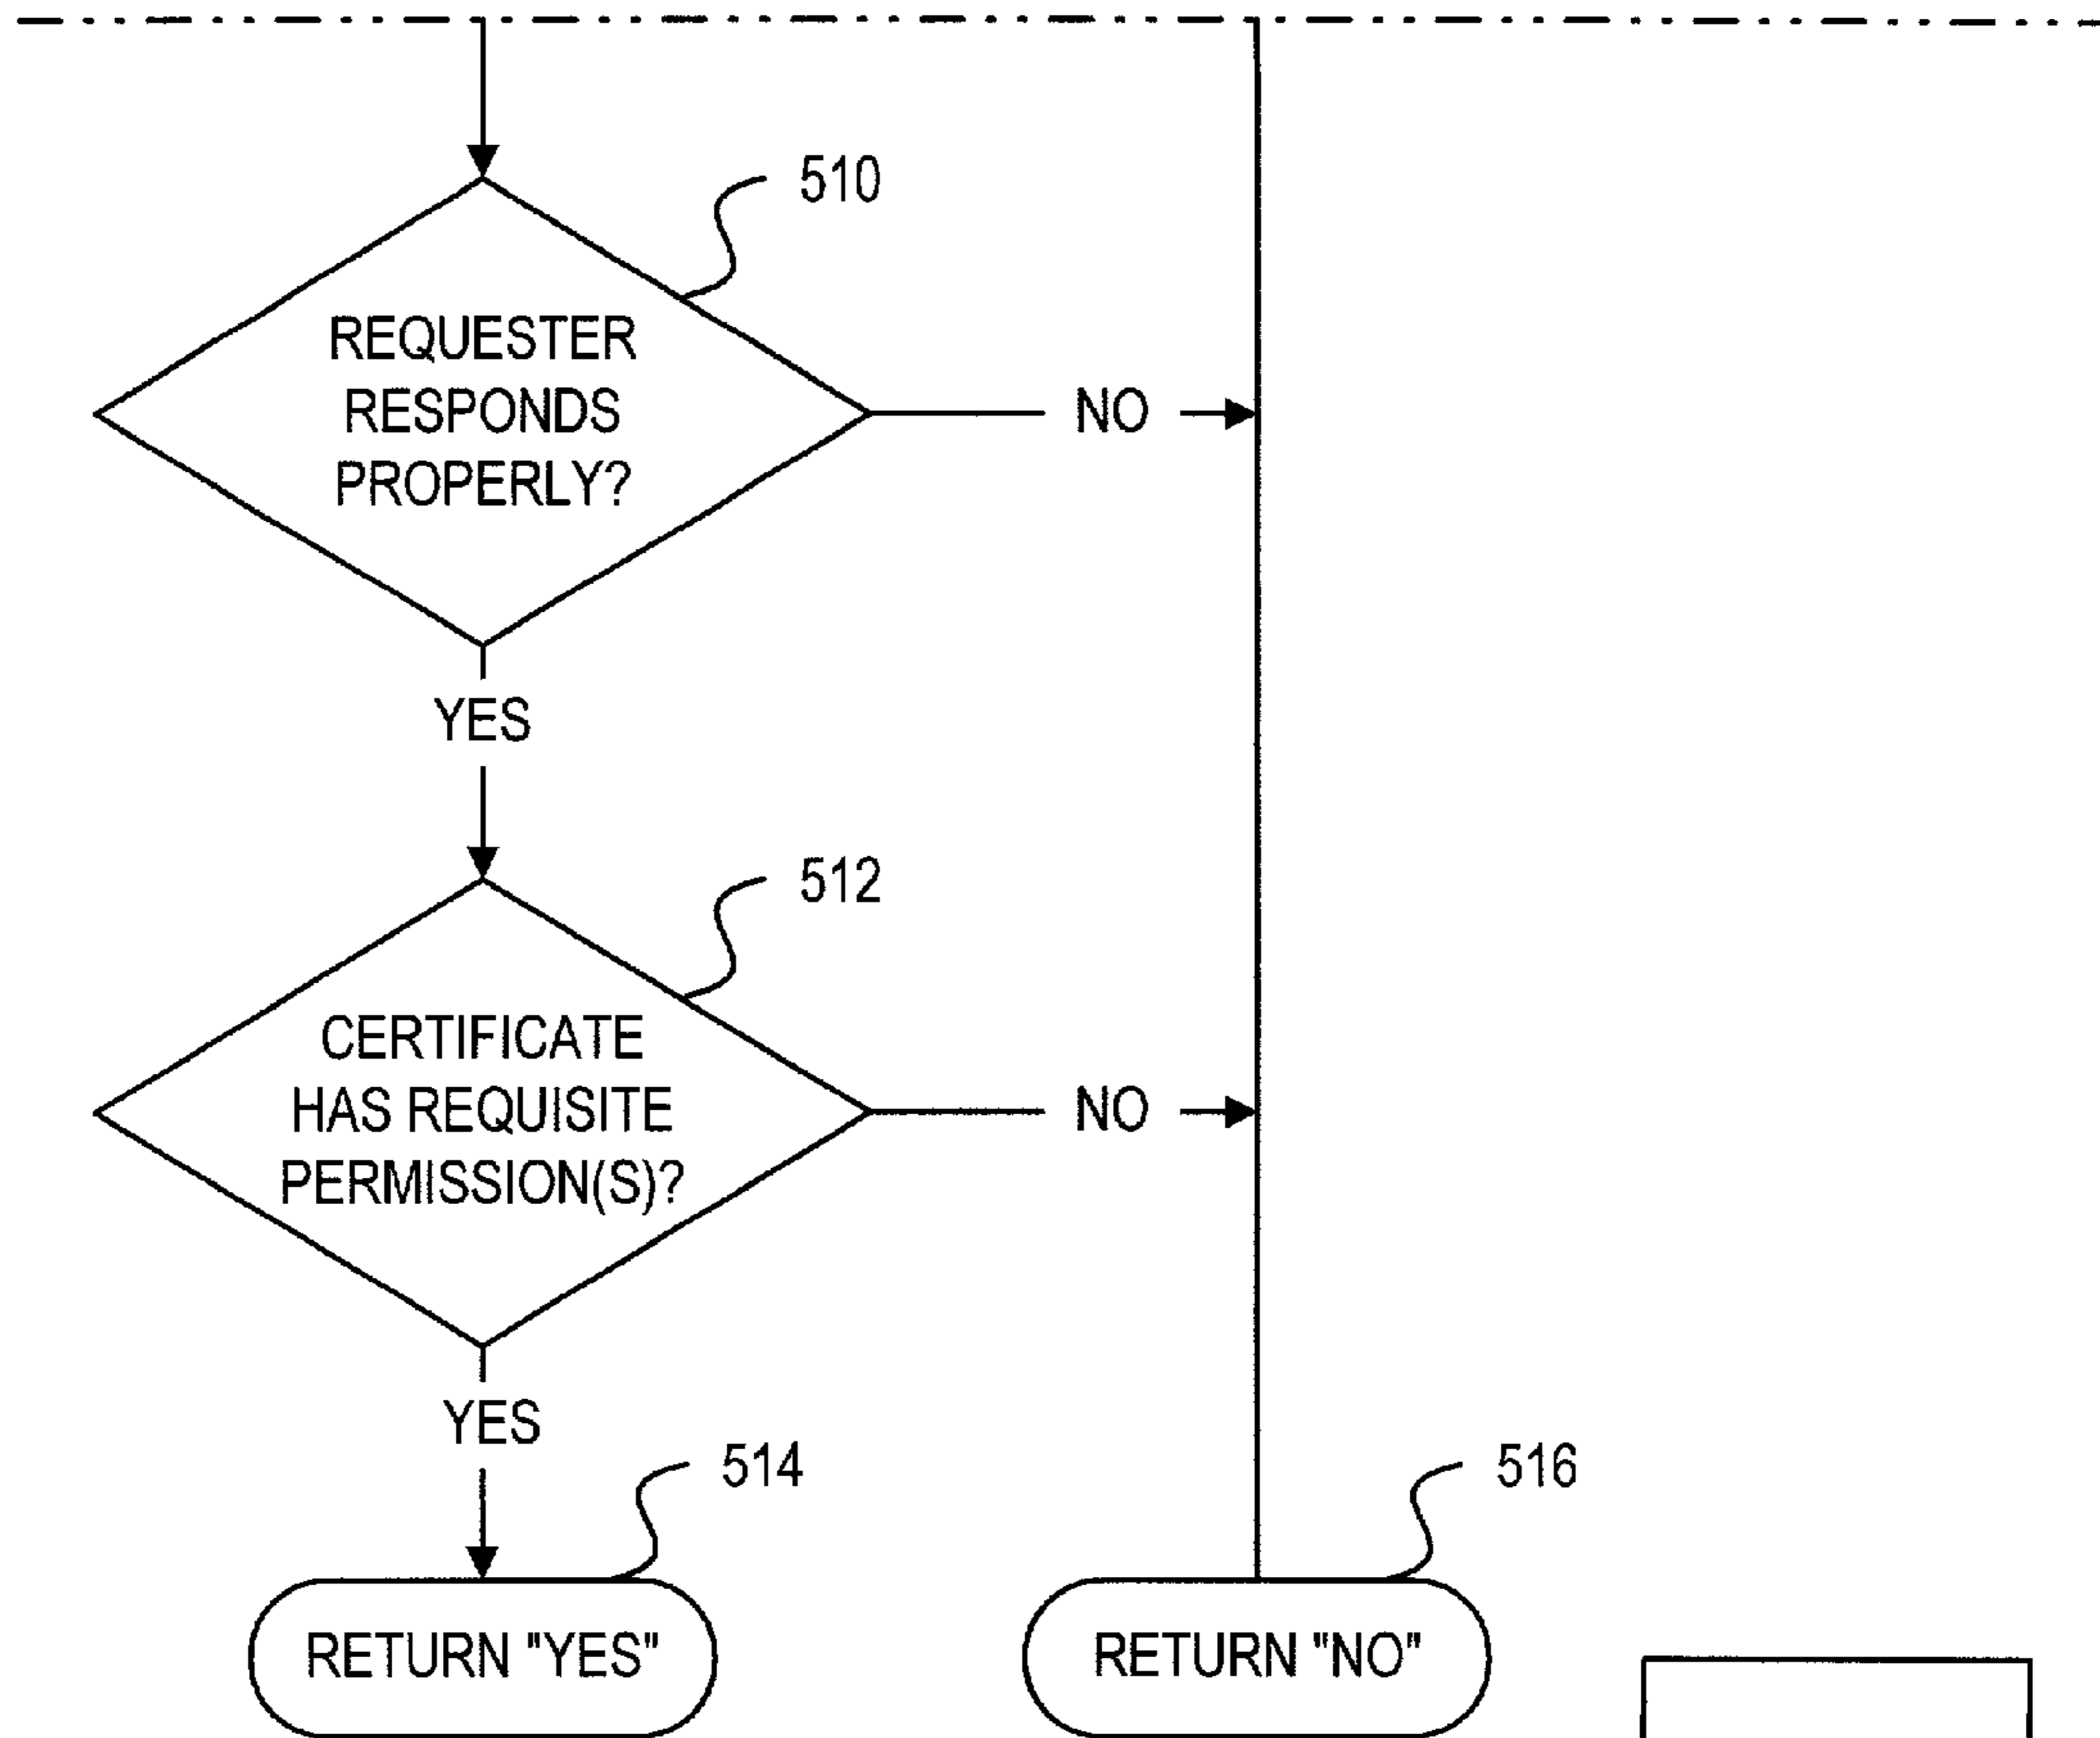 510
REQUESTER
RESPONDS
PROPERLY?
NO
YES
512
CERTIFICATE
HAS REQUISITE
PERMISSION(S)?
NO
YES
514
516
RETURN "YES"
RETURN "NO"